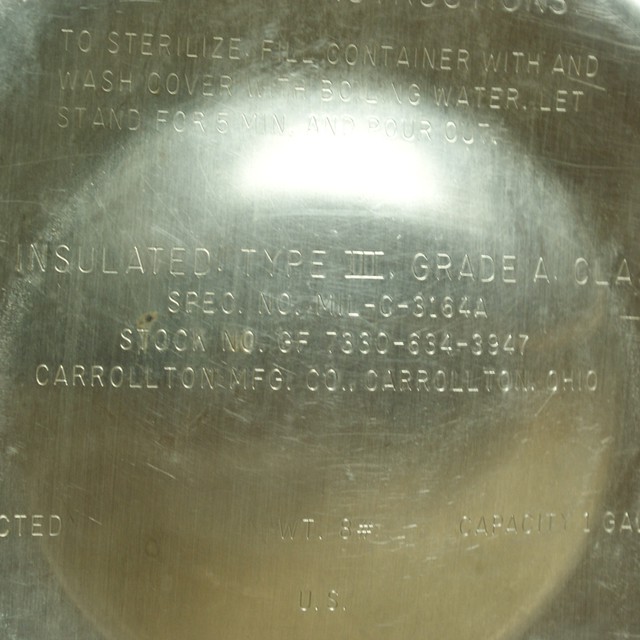 TO STERILIZE, FILL CONTAINER WITH AND
WASH COVER WITH BOILING WATER. LET
STAND FOR 5 MIN. AND POUR OUT.
INSULATED, TYPE III, GRADE A, CLA
SPEC. NO. MIL-C-3164A
STOCK NO. GF 7330-634-3947
CARROLLTON MFG. CO., CARROLLTON, OHIO
CTED WT. 8# CAPACITY 1 GAL
U.S.